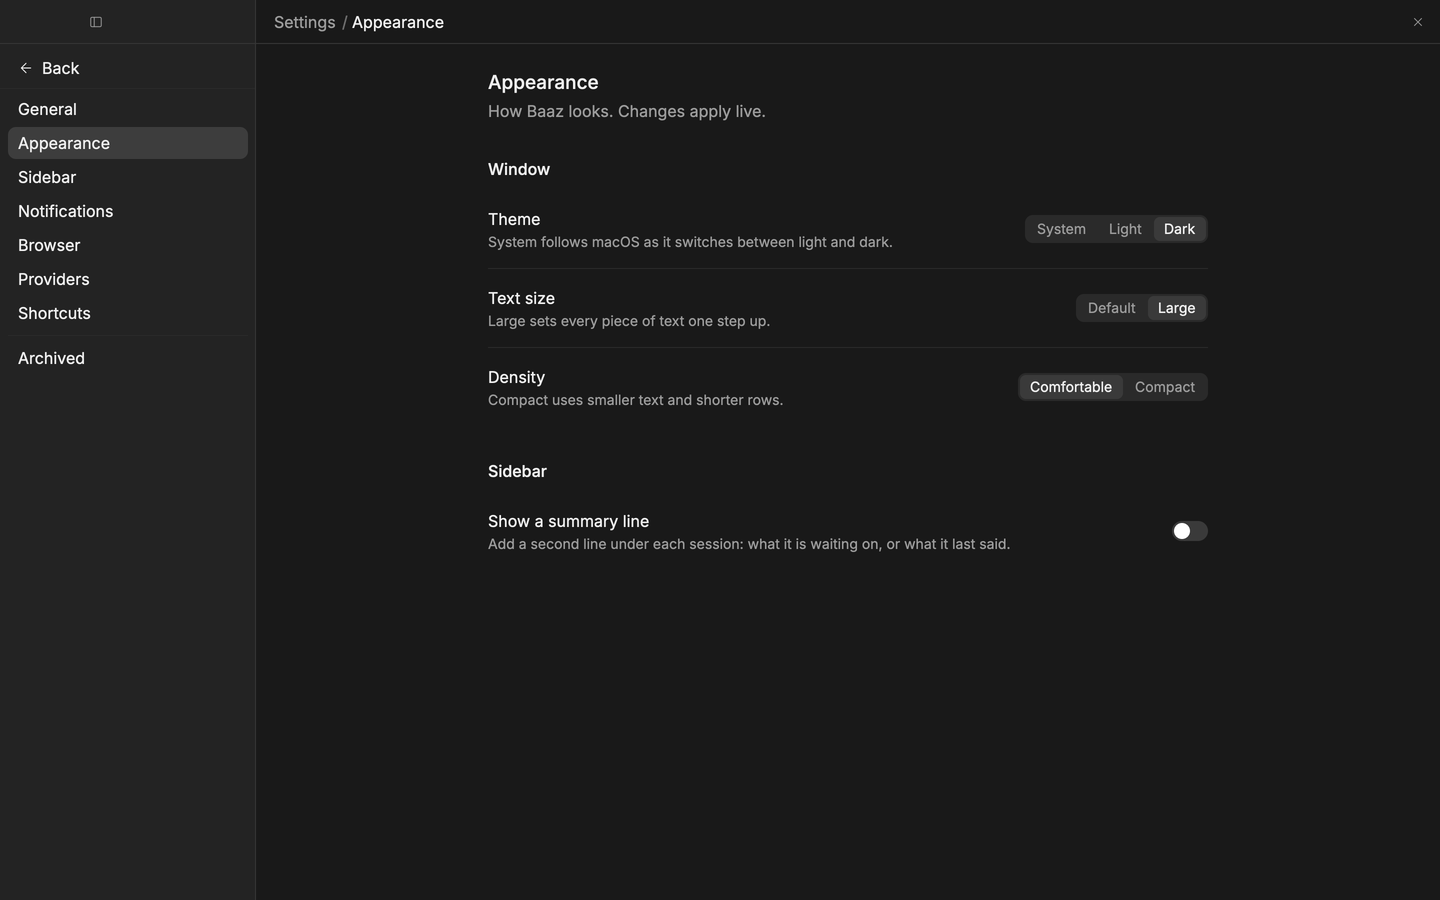 Settings / Appearance
Back
General
Appearance
Sidebar
Notifications
Browser
Providers
Shortcuts
Archived
Appearance
How Baaz looks. Changes apply live.
Window
Theme
System follows macOS as it switches between light and dark.
System Light Dark
Text size
Large sets every piece of text one step up.
Default Large
Density
Compact uses smaller text and shorter rows.
Comfortable Compact
Sidebar
Show a summary line
Add a second line under each session: what it is waiting on, or what it last said.